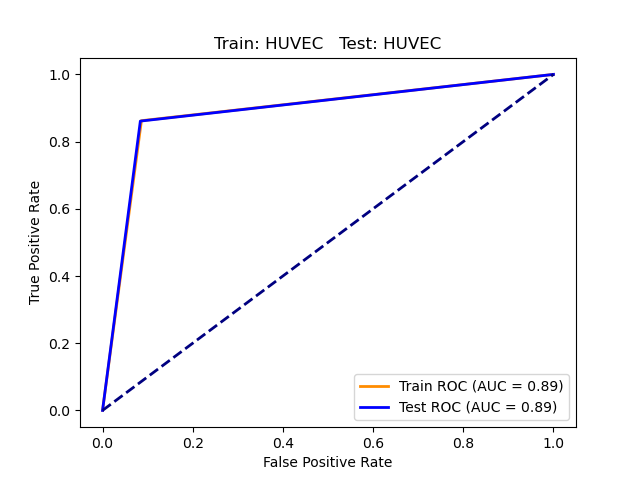 Train: HUVEC   Test: HUVEC
1.0
0.8
0.6
0.4
0.2
0.0
True Positive Rate
Train ROC (AUC = 0.89)
Test ROC (AUC = 0.89)
0.0 0.2 0.4 0.6 0.8 1.0
False Positive Rate